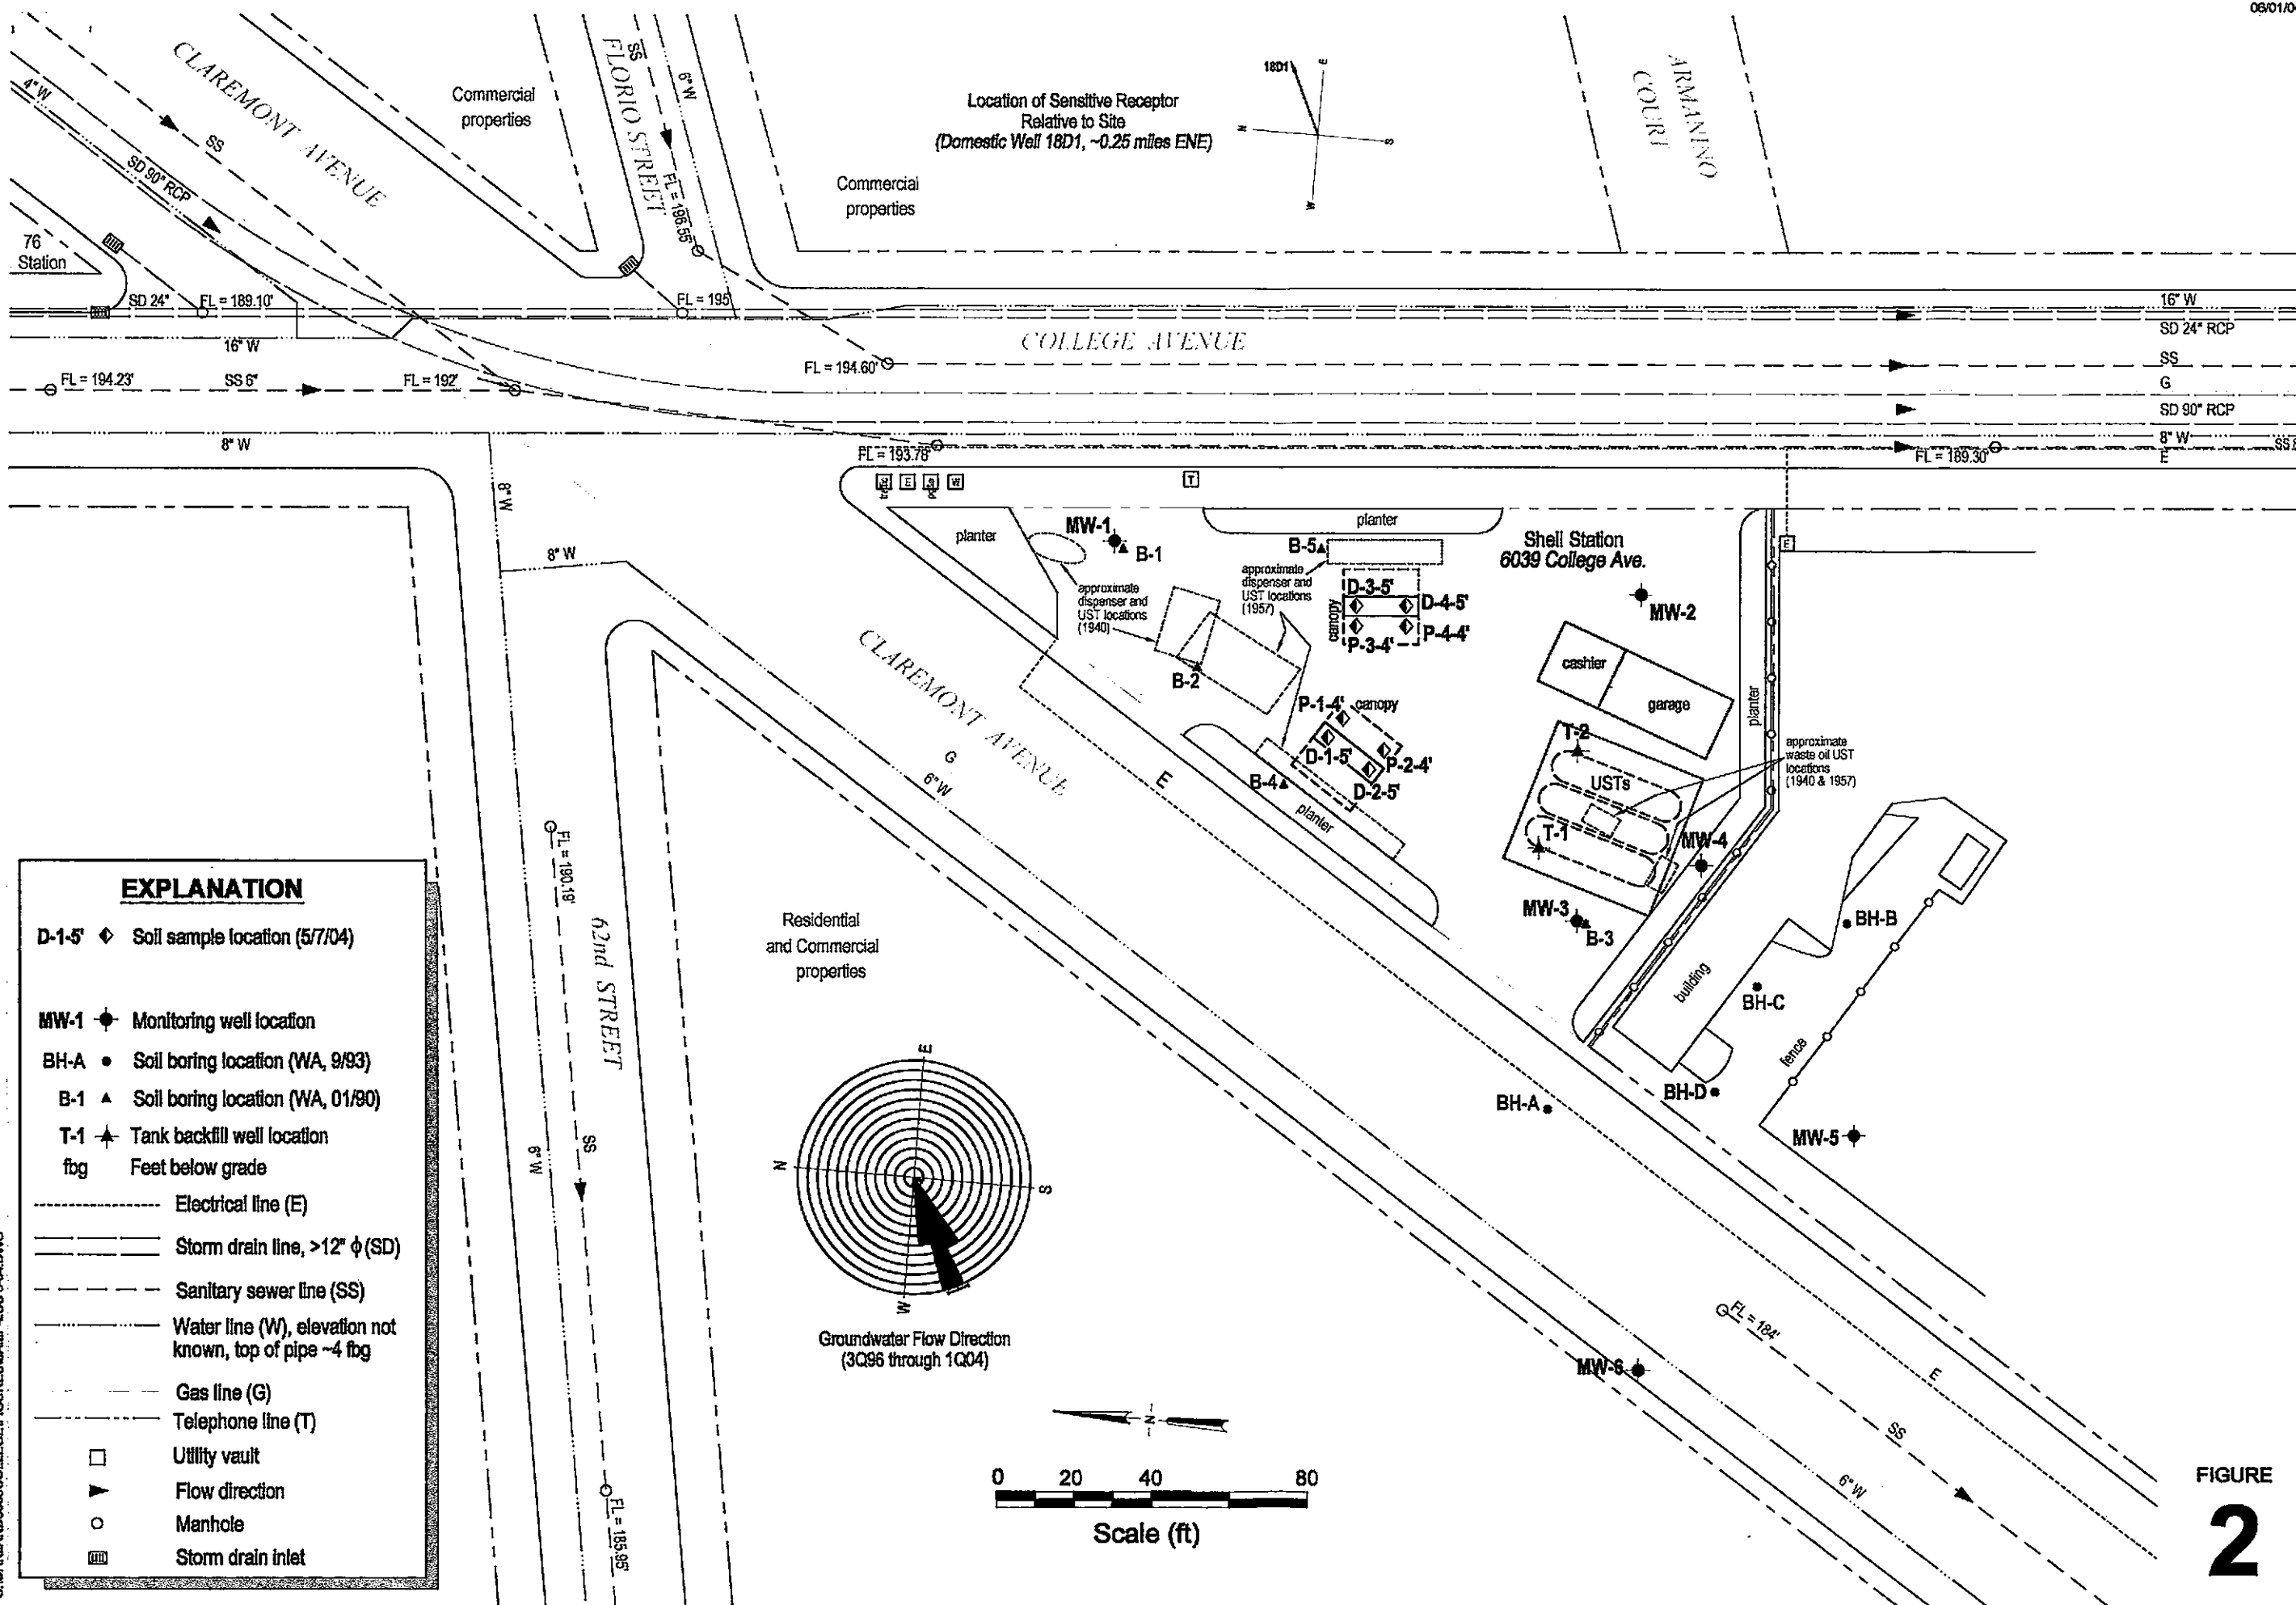 06/01/0
CLAREMONT AVENUE
4" W
SS
SD 90" RCP
Commercial
properties
SS
FLORIO STREET
6" W
FL = 196.55'
Commercial
properties
Location of Sensitive Receptor
Relative to Site
(Domestic Well 18D1, ~0.25 miles ENE)
18D1
E
N
S
W
ARMANINO
COURT
76
Station
SD 24"
FL = 189.10'
FL = 195'
16" W
SD 24" RCP
16" W
COLLEGE AVENUE
FL = 194.60'
SS
FL = 194.23'
SS 6"
FL = 192'
G
SD 90" RCP
8" W
8" W
SS
FL = 193.78'
FL = 189.30'
E
E
W
T
8" W
8" W
planter
MW-1
B-1
planter
B-5
Shell Station
6039 College Ave.
E
approximate
dispenser and
UST locations
(1940)
approximate
dispenser and
UST locations
(1957)
D-3-5'
D-4-5'
canopy
P-3-4'
P-4-4'
MW-2
B-2
cashier
garage
planter
CLAREMONT AVENUE
P-1-4'
canopy
D-1-5'
P-2-4'
D-2-5'
B-4
planter
T-2
USTs
T-1
approximate
waste oil UST
locations
(1940 & 1957)
MW-4
G
6" W
E
MW-3
B-3
BH-B
building
BH-C
fence
BH-D
BH-A
MW-5
FL = 190.19'
62nd STREET
SS
6" W
FL = 185.95'
Residential
and Commercial
properties
EXPLANATION
D-1-5' Soil sample location (5/7/04)
MW-1 Monitoring well location
BH-A Soil boring location (WA, 9/93)
B-1 Soil boring location (WA, 01/90)
T-1 Tank backfill well location
fbg Feet below grade
Electrical line (E)
Storm drain line, >12" ϕ (SD)
Sanitary sewer line (SS)
Water line (W), elevation not
known, top of pipe ~4 fbg
Gas line (G)
Telephone line (T)
Utility vault
Flow direction
Manhole
Storm drain inlet
E
N
S
W
Groundwater Flow Direction
(3Q96 through 1Q04)
N
0 20 40 80
Scale (ft)
FL = 184'
MW-6
E
SS
6" W
FIGURE
2